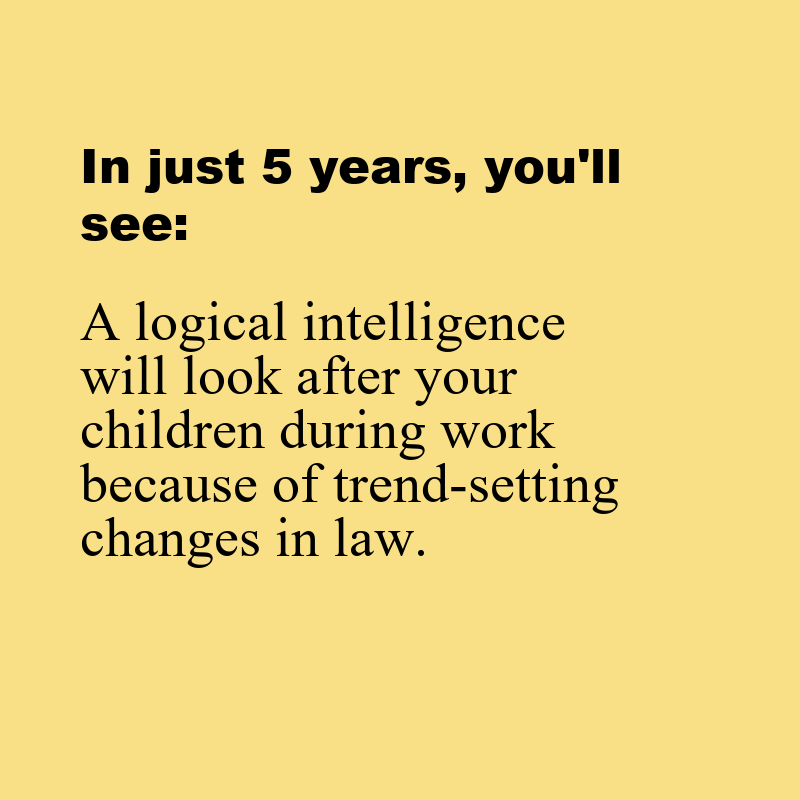 In just 5 years, you'll
see:
A logical intelligence
will look after your
children during work
because of trend-setting
changes in law.